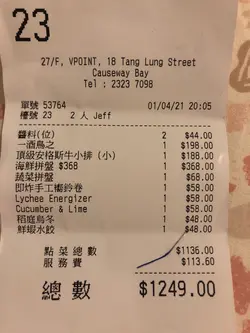 23
27/F, VPOINT, 18 Tang Lung Street
Causeway Bay
Tel : 2323 7098
單號 53764 01/04/21 20:05
檯號 23 2 人 Jeff
醬料(位) 2 $44.00
一酒鳥之 1 $198.00
頂級安格斯牛小排 (小) 1 $188.00
海鮮拼盤 $368 1 $368.00
蔬菜拼盤 1 $68.00
即炸手工響鈴卷 1 $58.00
Lychee Energizer 1 $68.00
Cucumber & Lime 1 $58.00
稻庭烏冬 1 $48.00
鮮蝦水餃 1 $48.00
點菜總數 $1136.00
服務費 $113.60
總數 $1249.00